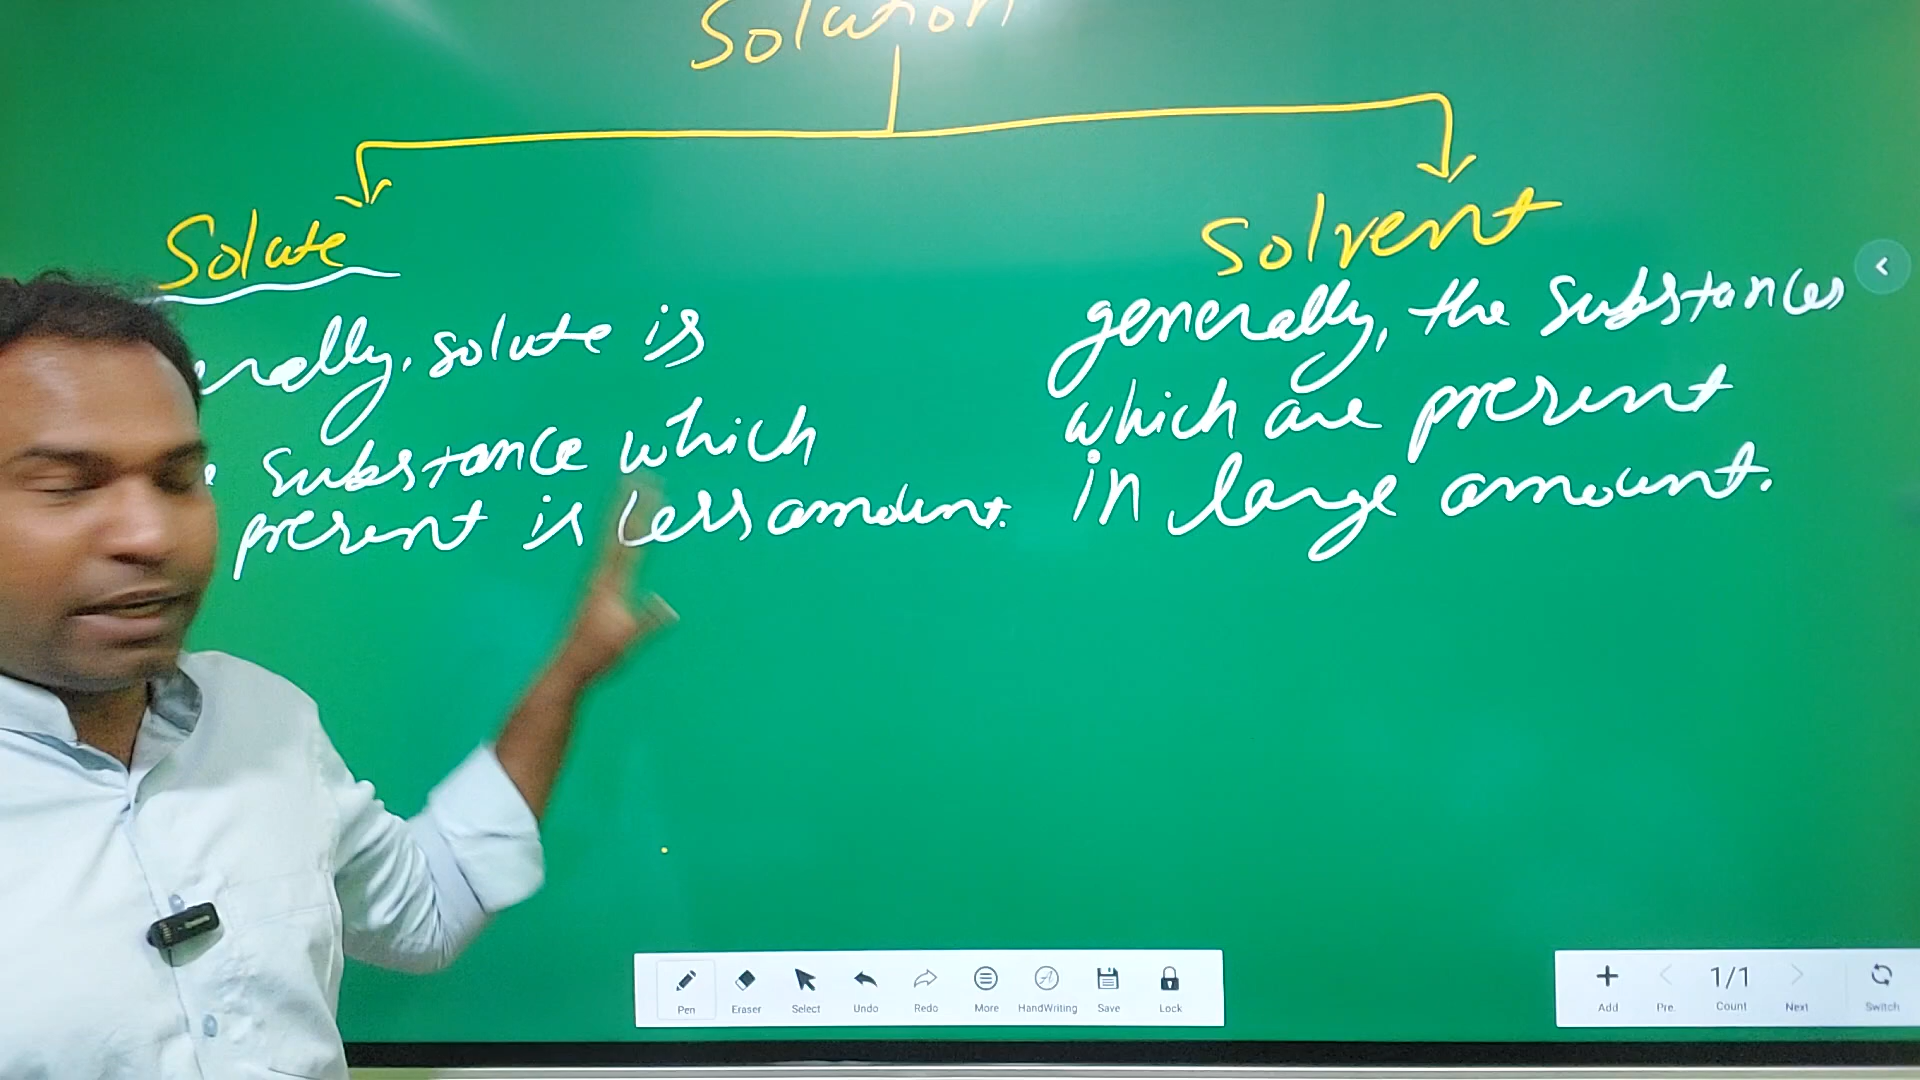 Solution
Solute
Solvent
erally, solute is
substance which
present is less amount.
generally, the substances
which are present
in large amount.
Pen Eraser Select Undo Redo More HandWriting Save Lock
Add Pre. 1/1 Count Next Switch